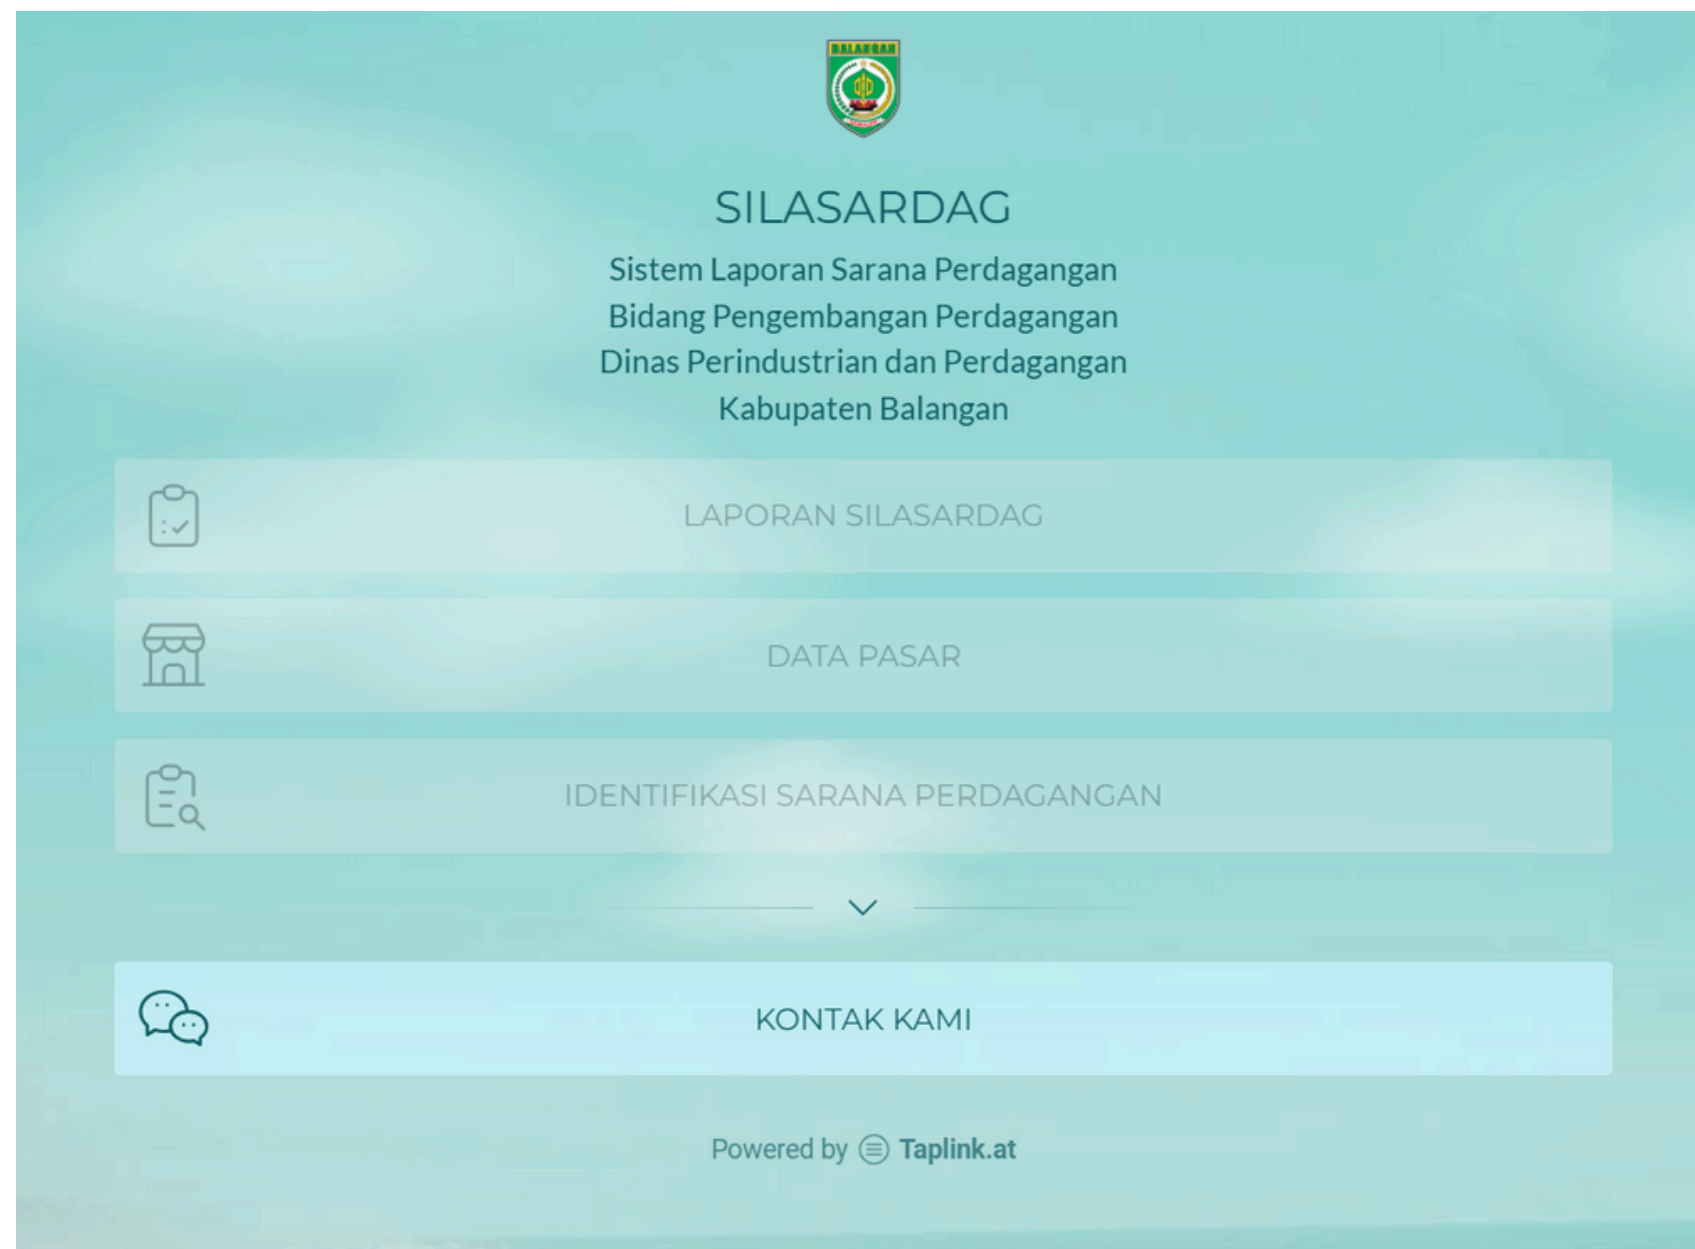 BALANGAN
SILASARDAG
Sistem Laporan Sarana Perdagangan
Bidang Pengembangan Perdagangan
Dinas Perindustrian dan Perdagangan
Kabupaten Balangan
LAPORAN SILASARDAG
DATA PASAR
IDENTIFIKASI SARANA PERDAGANGAN
KONTAK KAMI
Powered by Taplink.at